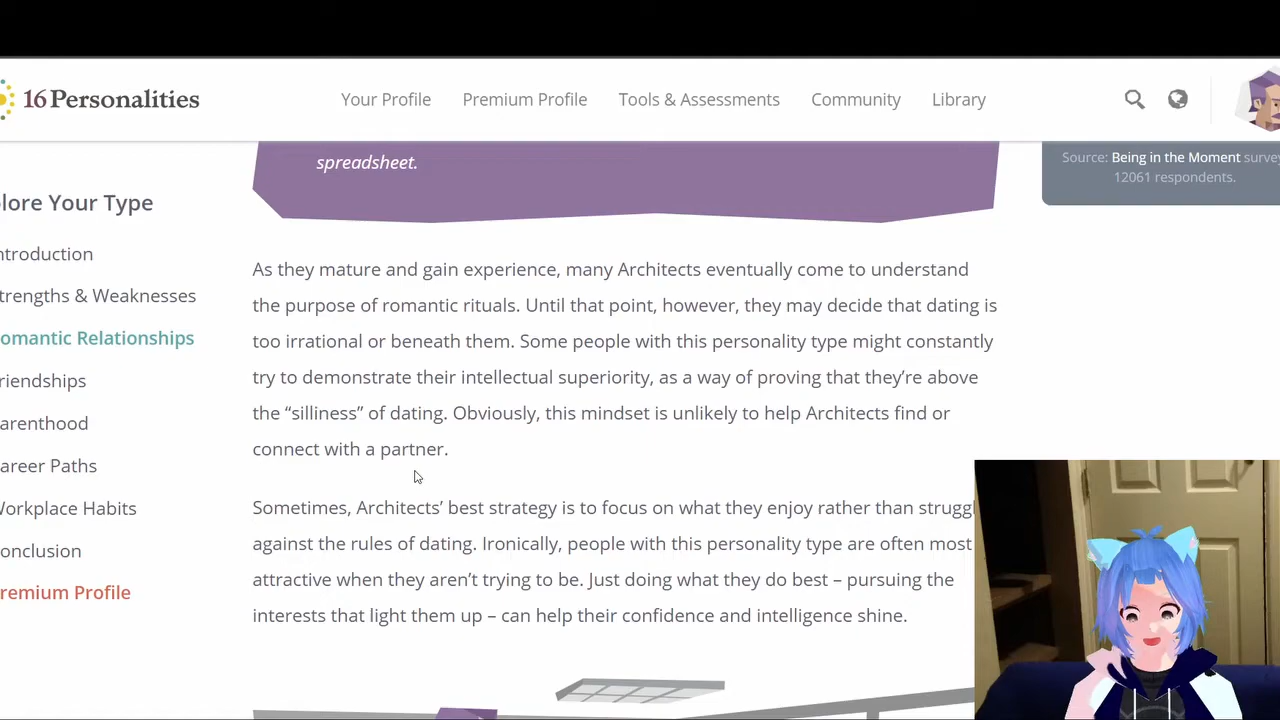 16Personalities
Your Profile
Premium Profile
Tools & Assessments
Community
Library
spreadsheet.
Source: Being in the Moment survey
12061 respondents.
plore Your Type
ntroduction
trengths & Weaknesses
omantic Relationships
riendships
arenthood
areer Paths
Workplace Habits
onclusion
remium Profile
As they mature and gain experience, many Architects eventually come to understand
the purpose of romantic rituals. Until that point, however, they may decide that dating is
too irrational or beneath them. Some people with this personality type might constantly
try to demonstrate their intellectual superiority, as a way of proving that they’re above
the “silliness” of dating. Obviously, this mindset is unlikely to help Architects find or
connect with a partner.
Sometimes, Architects’ best strategy is to focus on what they enjoy rather than struggl
against the rules of dating. Ironically, people with this personality type are often most
attractive when they aren’t trying to be. Just doing what they do best – pursuing the
interests that light them up – can help their confidence and intelligence shine.